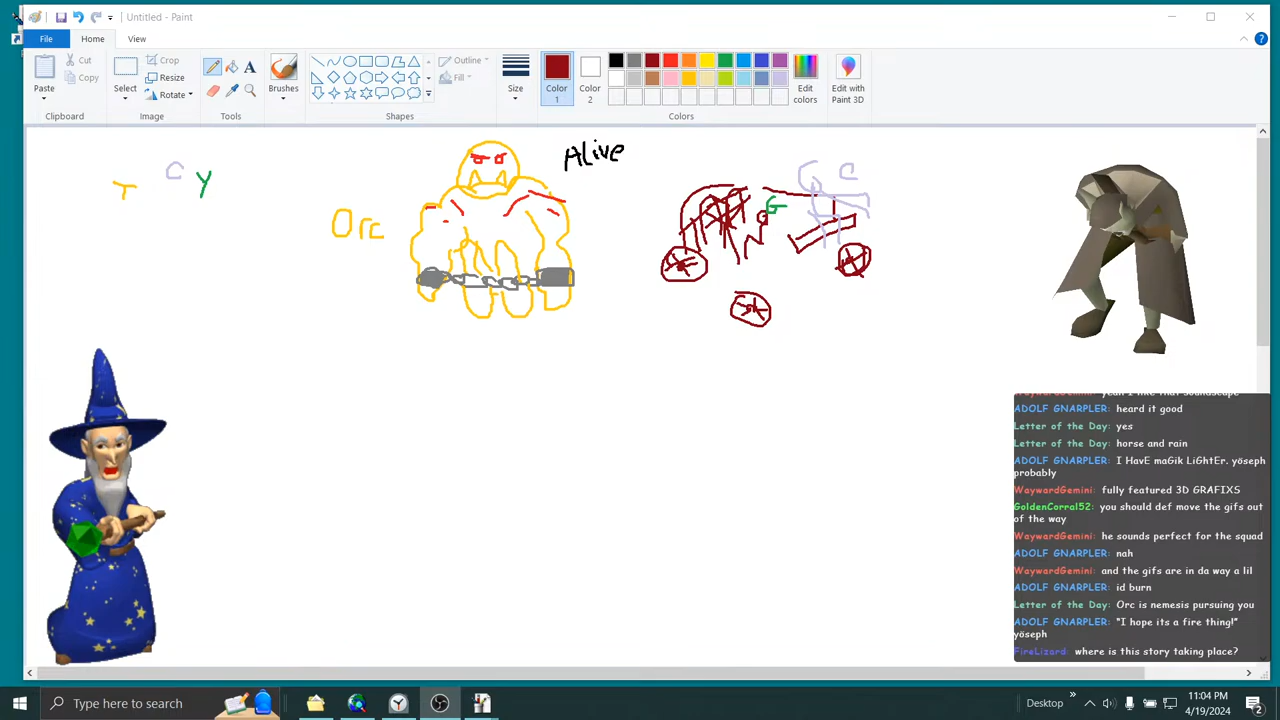 Untitled - Paint
File
Home
View
Paste
Cut
Copy
Clipboard
Select
Crop
Resize
Rotate
Image
A
Tools
Brushes
Shapes
Outline
Fill
Size
Color
1
Color
2
Edit
colors
Colors
Edit with
Paint 3D
T
C
y
Orc
Alive
G
C
C
WaywardGemini: yeah I like that soundscape
ADOLF GNARPLER: heard it good
Letter of the Day: yes
Letter of the Day: horse and rain
ADOLF GNARPLER: I HavE maGik LiGhtEr. yöseph
probably
WaywardGemini: fully featured 3D GRAFIXS
GoldenCorral52: you should def move the gifs out
of the way
WaywardGemini: he sounds perfect for the squad
ADOLF GNARPLER: nah
WaywardGemini: and the gifs are in da way a lil
ADOLF GNARPLER: id burn
Letter of the Day: Orc is nemesis pursuing you
ADOLF GNARPLER: "I hope its a fire thing!"
yöseph
FireLizard: where is this story taking place?
Type here to search
Desktop
11:04 PM
4/19/2024
2